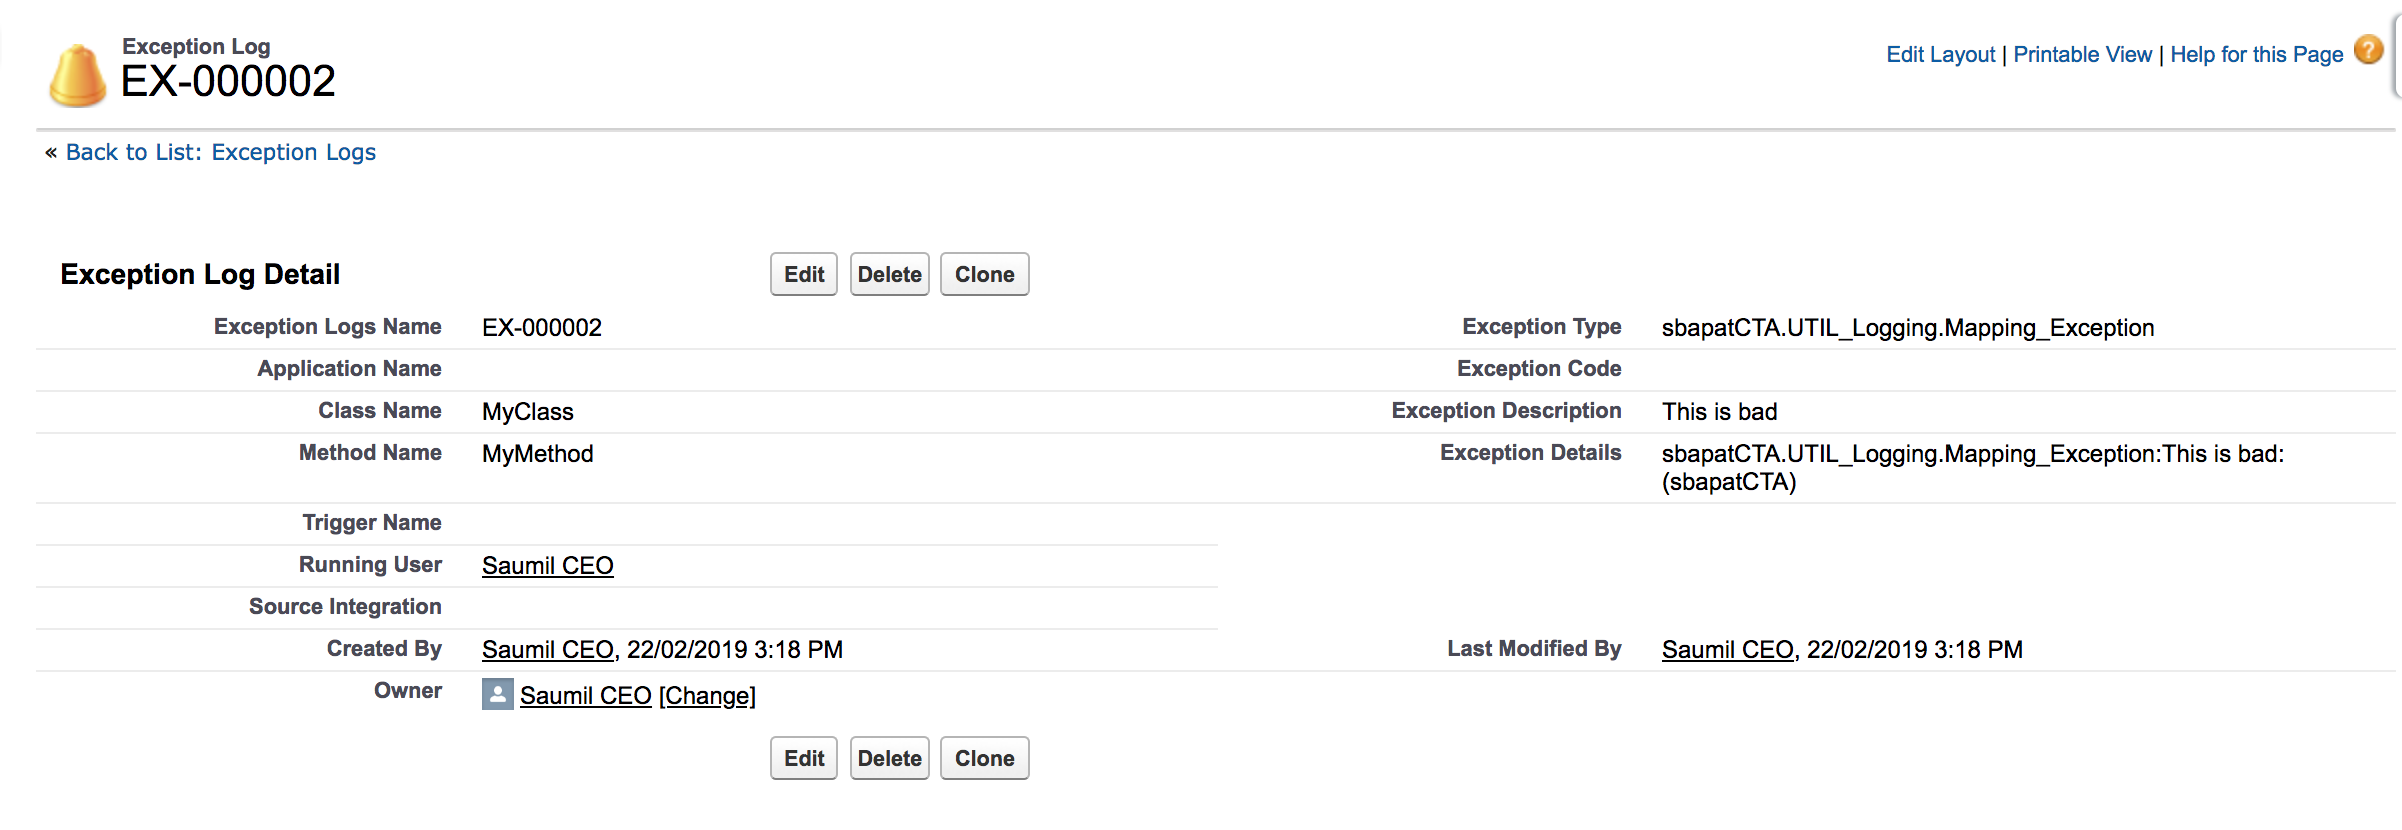 Exception Log
EX-000002
Edit Layout | Printable View | Help for this Page ?
« Back to List: Exception Logs
Exception Log Detail Edit Delete Clone
Exception Logs Name EX-000002 Exception Type sbapatCTA.UTIL_Logging.Mapping_Exception
Application Name Exception Code
Class Name MyClass Exception Description This is bad
Method Name MyMethod Exception Details sbapatCTA.UTIL_Logging.Mapping_Exception:This is bad:
(sbapatCTA)
Trigger Name
Running User Saumil CEO
Source Integration
Created By Saumil CEO, 22/02/2019 3:18 PM Last Modified By Saumil CEO, 22/02/2019 3:18 PM
Owner Saumil CEO [Change]
Edit Delete Clone